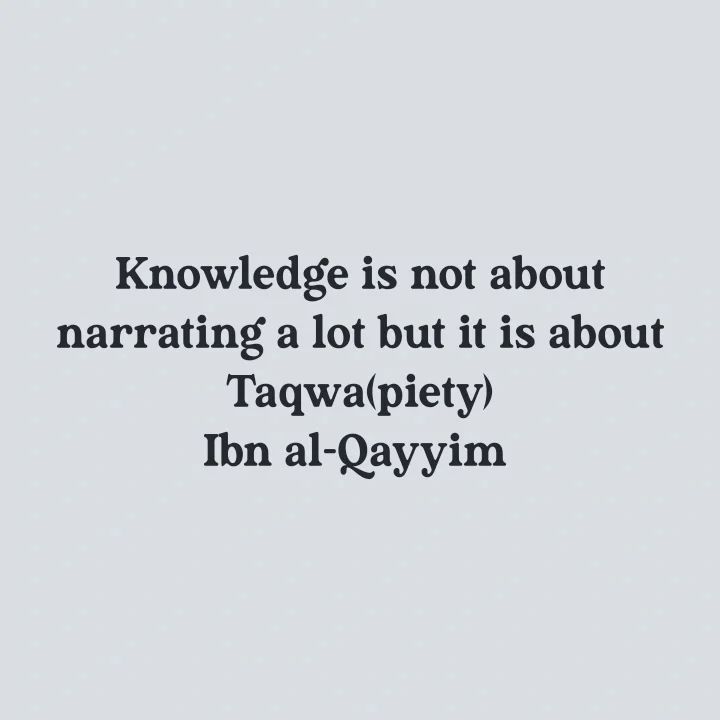 Knowledge is not about
narrating a lot but it is about
Taqwa(piety)
Ibn al-Qayyim